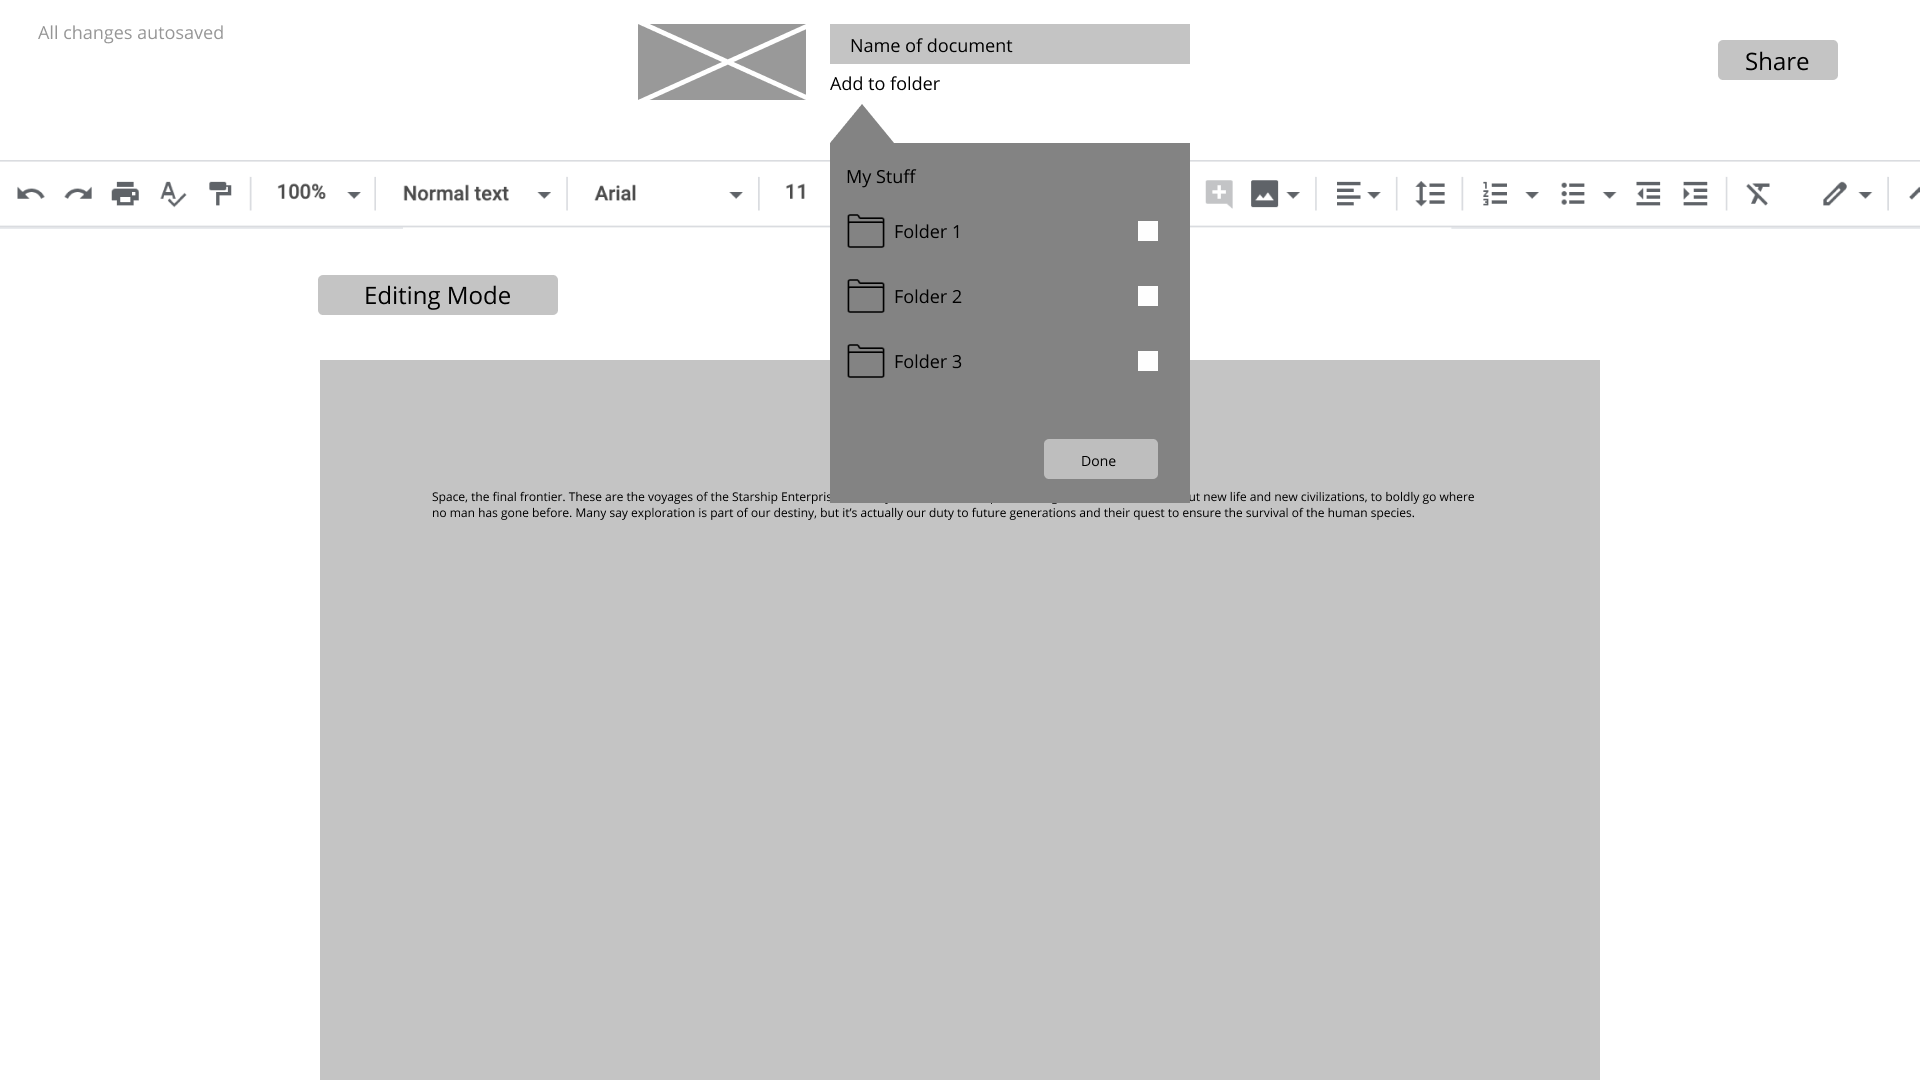 All changes autosaved
Name of document
Add to folder
Share
100%
Normal text
Arial
11
My Stuff
Folder 1
Folder 2
Folder 3
Done
Editing Mode
Space, the final frontier. These are the voyages of the Starship new life and new civilizations, to boldly go where
no man has gone before. Many say exploration is part of our destiny, but it's actually our duty to future generations and their quest to ensure the survival of the human species.